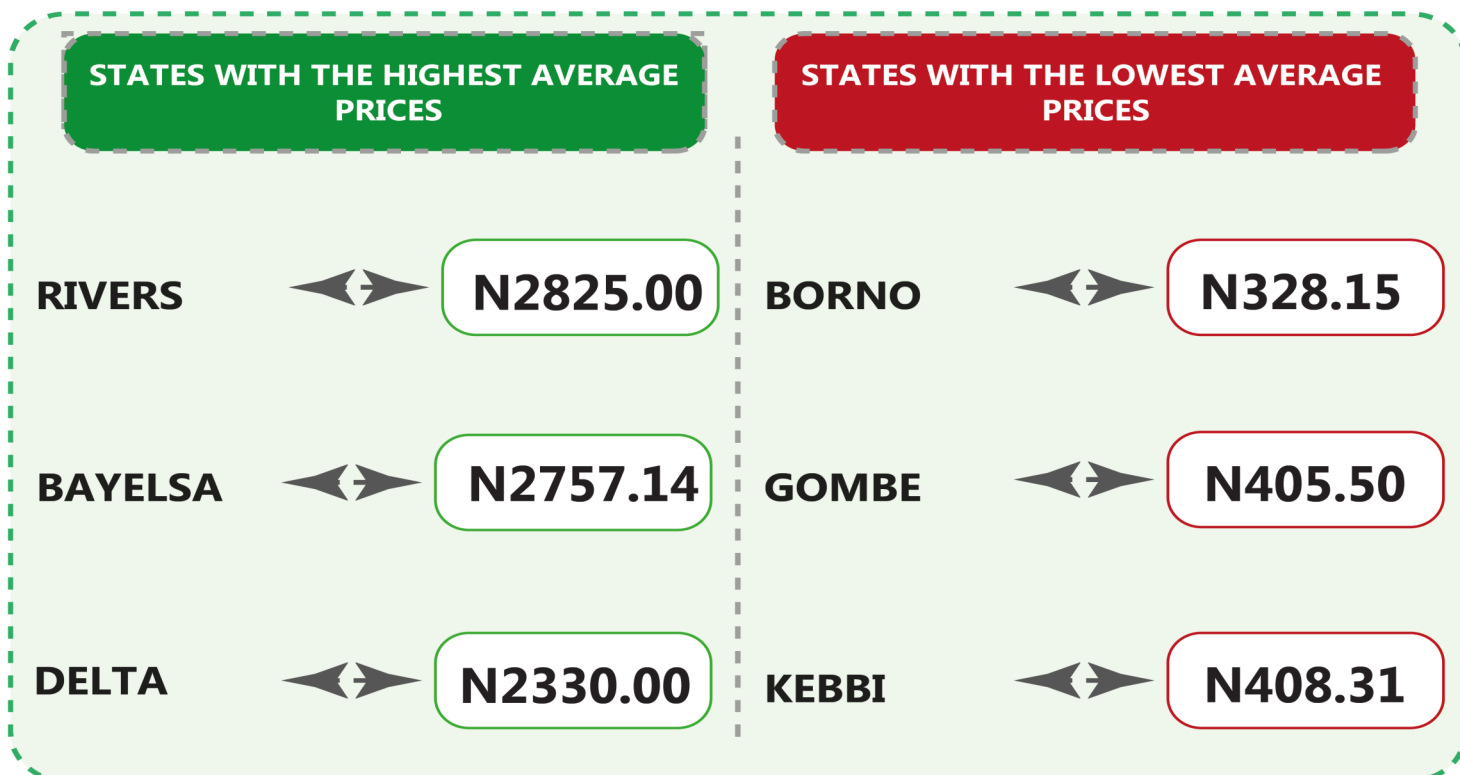 STATES WITH THE HIGHEST AVERAGE
PRICES
RIVERS N2825.00
BAYELSA N2757.14
DELTA N2330.00
STATES WITH THE LOWEST AVERAGE
PRICES
BORNO N328.15
GOMBE N405.50
KEBBI N408.31